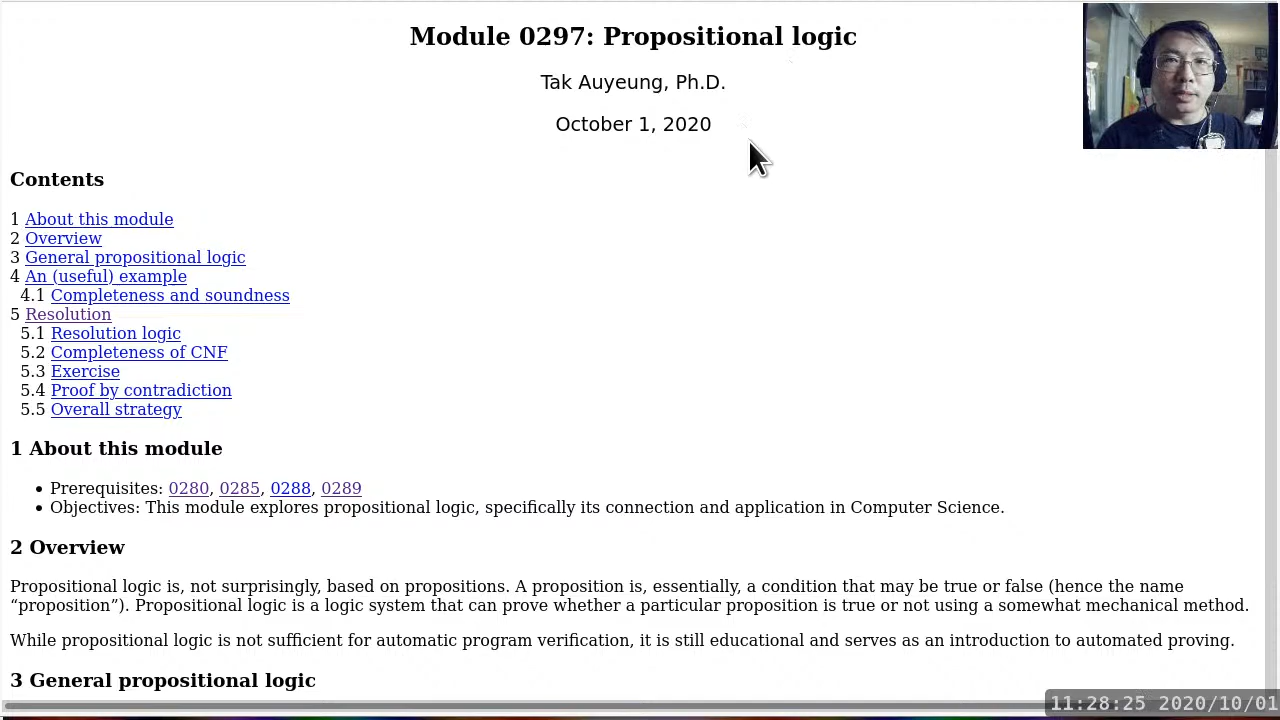 Module 0297: Propositional logic
Tak Auyeung, Ph.D.
October 1, 2020
Contents
1 About this module
2 Overview
3 General propositional logic
4 An (useful) example
4.1 Completeness and soundness
5 Resolution
5.1 Resolution logic
5.2 Completeness of CNF
5.3 Exercise
5.4 Proof by contradiction
5.5 Overall strategy
1 About this module
• Prerequisites: 0280, 0285, 0288, 0289
• Objectives: This module explores propositional logic, specifically its connection and application in Computer Science.
2 Overview
Propositional logic is, not surprisingly, based on propositions. A proposition is, essentially, a condition that may be true or false (hence the name
“proposition”). Propositional logic is a logic system that can prove whether a particular proposition is true or not using a somewhat mechanical method.
While propositional logic is not sufficient for automatic program verification, it is still educational and serves as an introduction to automated proving.
3 General propositional logic
11:28:25 2020/10/01